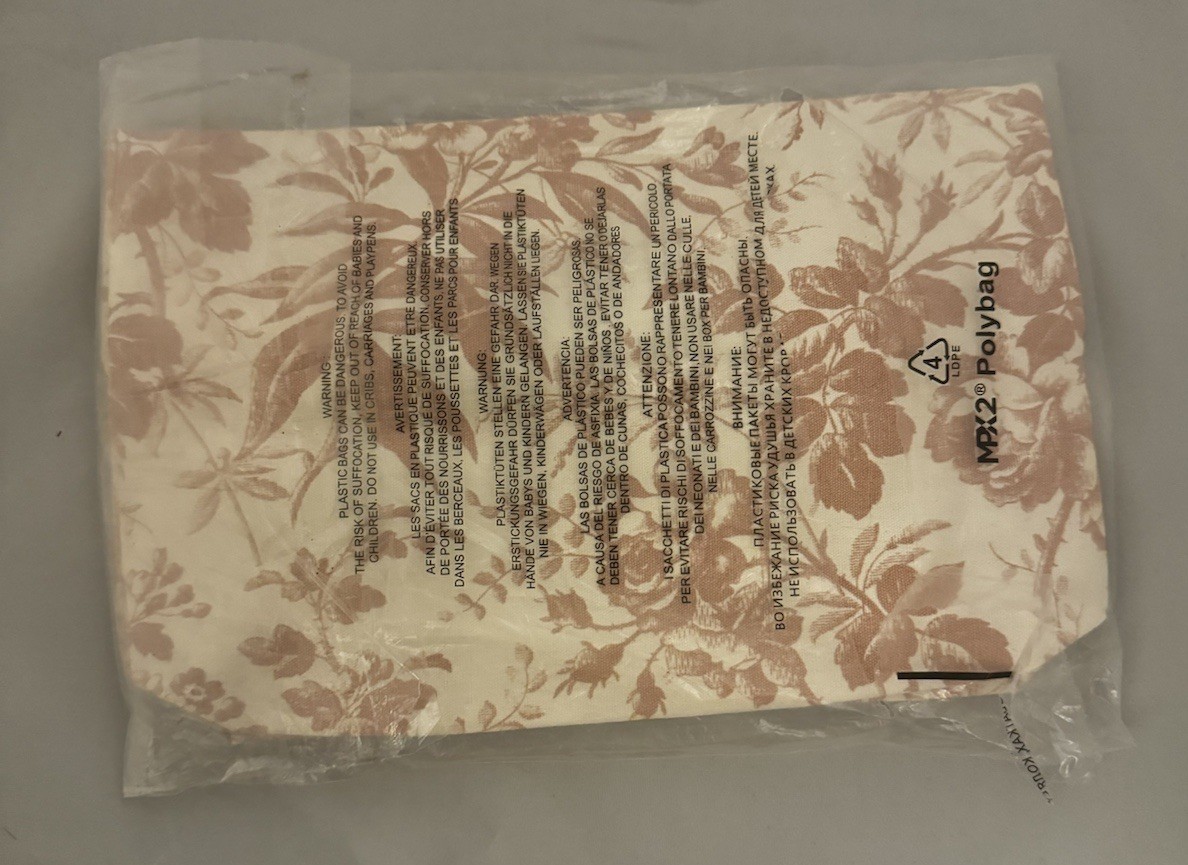 WARNING:
PLASTIC BAGS CAN BE DANGEROUS. TO AVOID
THE RISK OF SUFFOCATION, KEEP OUT OF REACH OF BABIES AND
CHILDREN. DO NOT USE IN CRIBS, CARRIAGES AND PLAYPENS.
AVERTISSEMENT:
LES SACS EN PLASTIQUE PEUVENT ETRE DANGEREUX.
AFIN D'ÉVITER TOUT RISQUE DE SUFFOCATION, CONSERVER HORS
DE PORTÉE DES NOURRISSONS ET DES ENFANTS. NE PAS UTILISER
DANS LES BERCEAUX, LES POUSSETTES ET LES PARCS POUR ENFANTS
WARNUNG:
PLASTIKTÜTEN STELLEN EINE GEFAHR DAR. WEGEN
ERSTICKUNGSGEFAHR DÜRFEN SIE GRUNDSÄTZLICH NICHT IN DIE
HÄNDE VON BABYS UND KINDERN GELANGEN. LASSEN SIE PLASTIKTÜTEN
NIE IN WIEGEN, KINDERWÄGEN ODER LAUFSTÄLLEN LIEGEN.
ADVERTENCIA:
LAS BOLSAS DE PLÁSTICO PUEDEN SER PELIGROSAS.
A CAUSA DEL RIESGO DE ASFIXIA, LAS BOLSAS DE PLÁSTICO NO SE
DEBEN TENER CERCA DE BEBÉS Y DE NIÑOS. EVITAR TENER O DEJARLAS
DENTRO DE CUNAS, COCHECITOS O DE ANDADORES
ATTENZIONE:
I SACCHETTI DI PLASTICA POSSONO RAPPRESENTARE UN PERICOLO
PER EVITARE RISCHI DI SOFFOCAMENTO TENERE LONTANO DALLO PORTATA
DEI NEONATI E DEI BAMBINI, NON USARE NELLE CULLE,
NELLE CARROZZINE E NEI BOX PER BAMBINI.
ВНИМАНИЕ:
ПЛАСТИКОВЫЕ ПАКЕТЫ МОГУТ БЫТЬ ОПАСНЫ.
ВО ИЗБЕЖАНИЕ РИСКА УДУШЬЯ ХРАНИТЕ В НЕДОСТУПНОМ ДЛЯ ДЕТЕЙ МЕСТЕ.
НЕ ИСПОЛЬЗОВАТЬ В ДЕТСКИХ
4
LDPE
MPX2® Polybag